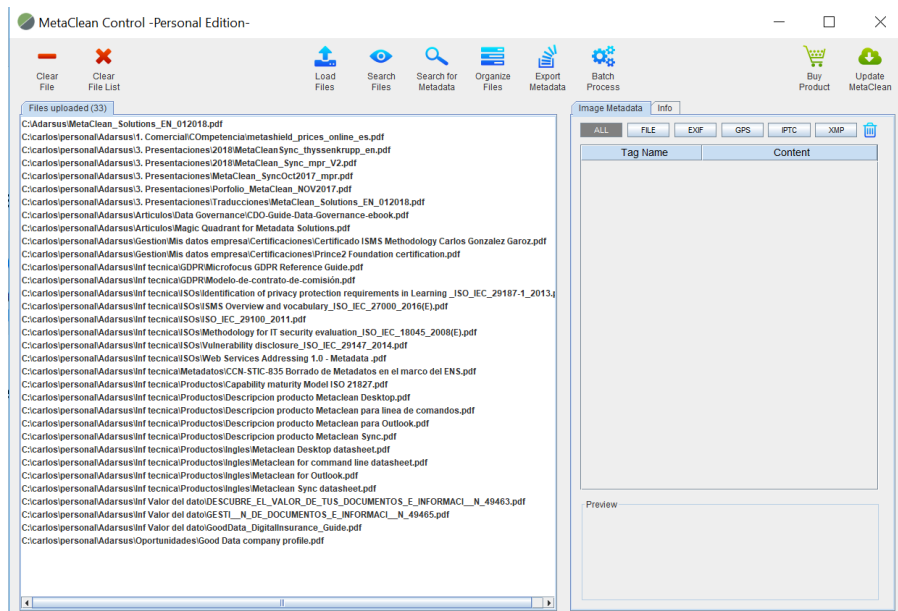 MetaClean Control -Personal Edition-
Clear File
Clear File List
Load Files
Search Files
Search for Metadata
Organize Files
Export Metadata
Batch Process
Buy Product
Update MetaClean
Files uploaded (33)
C:\Adarsus\MetaClean_Solutions_EN_012018.pdf
C:\carlos\personal\Adarsus\1. Comercial\COmpetencia\metashield_prices_online_es.pdf
C:\carlos\personal\Adarsus\3. Presentaciones\2018\MetaCleanSync_thyssenkrupp_en.pdf
C:\carlos\personal\Adarsus\3. Presentaciones\2018\MetaClean_Sync_mpr_V2.pdf
C:\carlos\personal\Adarsus\3. Presentaciones\MetaClean_SyncOct2017_mpr.pdf
C:\carlos\personal\Adarsus\3. Presentaciones\Porfolio_MetaClean_NOV2017.pdf
C:\carlos\personal\Adarsus\3. Presentaciones\Traducciones\MetaClean_Solutions_EN_012018.pdf
C:\carlos\personal\Adarsus\Articulos\Data Governance\CDO-Guide-Data-Governance-ebook.pdf
C:\carlos\personal\Adarsus\Articulos\Magic Quadrant for Metadata Solutions.pdf
C:\carlos\personal\Adarsus\Gestion\Mis datos empresa\Certificaciones\Certificado ISMS Methodology Carlos Gonzalez Garoz.pdf
C:\carlos\personal\Adarsus\Gestion\Mis datos empresa\Certificaciones\Prince2 Foundation certification.pdf
C:\carlos\personal\Adarsus\Inf tecnica\GDPR\Microfocus GDPR Reference Guide.pdf
C:\carlos\personal\Adarsus\Inf tecnica\GDPR\Modelo-de-contrato-de-comisión.pdf
C:\carlos\personal\Adarsus\Inf tecnica\ISOs\Identification of privacy protection requirements in Learning _ISO_IEC_29187-1_2013.p
C:\carlos\personal\Adarsus\Inf tecnica\ISOs\ISMS Overview and vocabulary_ISO_IEC_27000_2016(E).pdf
C:\carlos\personal\Adarsus\Inf tecnica\ISOs\ISO_IEC_29100_2011.pdf
C:\carlos\personal\Adarsus\Inf tecnica\ISOs\Methodology for IT security evaluation_ISO_IEC_18045_2008(E).pdf
C:\carlos\personal\Adarsus\Inf tecnica\ISOs\Vulnerability disclosure_ISO_IEC_29147_2014.pdf
C:\carlos\personal\Adarsus\Inf tecnica\ISOs\Web Services Addressing 1.0 - Metadata .pdf
C:\carlos\personal\Adarsus\Inf tecnica\Metadatos\CCN-STIC-835 Borrado de Metadatos en el marco del ENS.pdf
C:\carlos\personal\Adarsus\Inf tecnica\Productos\Capability maturity Model ISO 21827.pdf
C:\carlos\personal\Adarsus\Inf tecnica\Productos\Descripcion producto Metaclean Desktop.pdf
C:\carlos\personal\Adarsus\Inf tecnica\Productos\Descripcion producto Metaclean para linea de comandos.pdf
C:\carlos\personal\Adarsus\Inf tecnica\Productos\Descripcion producto Metaclean para Outlook.pdf
C:\carlos\personal\Adarsus\Inf tecnica\Productos\Descripcion producto Metaclean Sync.pdf
C:\carlos\personal\Adarsus\Inf tecnica\Productos\Ingles\Metaclean Desktop datasheet.pdf
C:\carlos\personal\Adarsus\Inf tecnica\Productos\Ingles\Metaclean for command line datasheet.pdf
C:\carlos\personal\Adarsus\Inf tecnica\Productos\Ingles\Metaclean for Outlook.pdf
C:\carlos\personal\Adarsus\Inf tecnica\Productos\Ingles\Metaclean Sync datasheet.pdf
C:\carlos\personal\Adarsus\Inf Valor del dato\DESCUBRE_EL_VALOR_DE_TUS_DOCUMENTOS_E_INFORMACI__N_49463.pdf
C:\carlos\personal\Adarsus\Inf Valor del dato\GESTI__N_DE_DOCUMENTOS_E_INFORMACI__N_49465.pdf
C:\carlos\personal\Adarsus\Inf Valor del dato\GoodData_DigitalInsurance_Guide.pdf
C:\carlos\personal\Adarsus\Oportunidades\Good Data company profile.pdf
Image Metadata
Info
ALL
FILE
EXIF
GPS
IPTC
XMP
Tag Name
Content
Preview